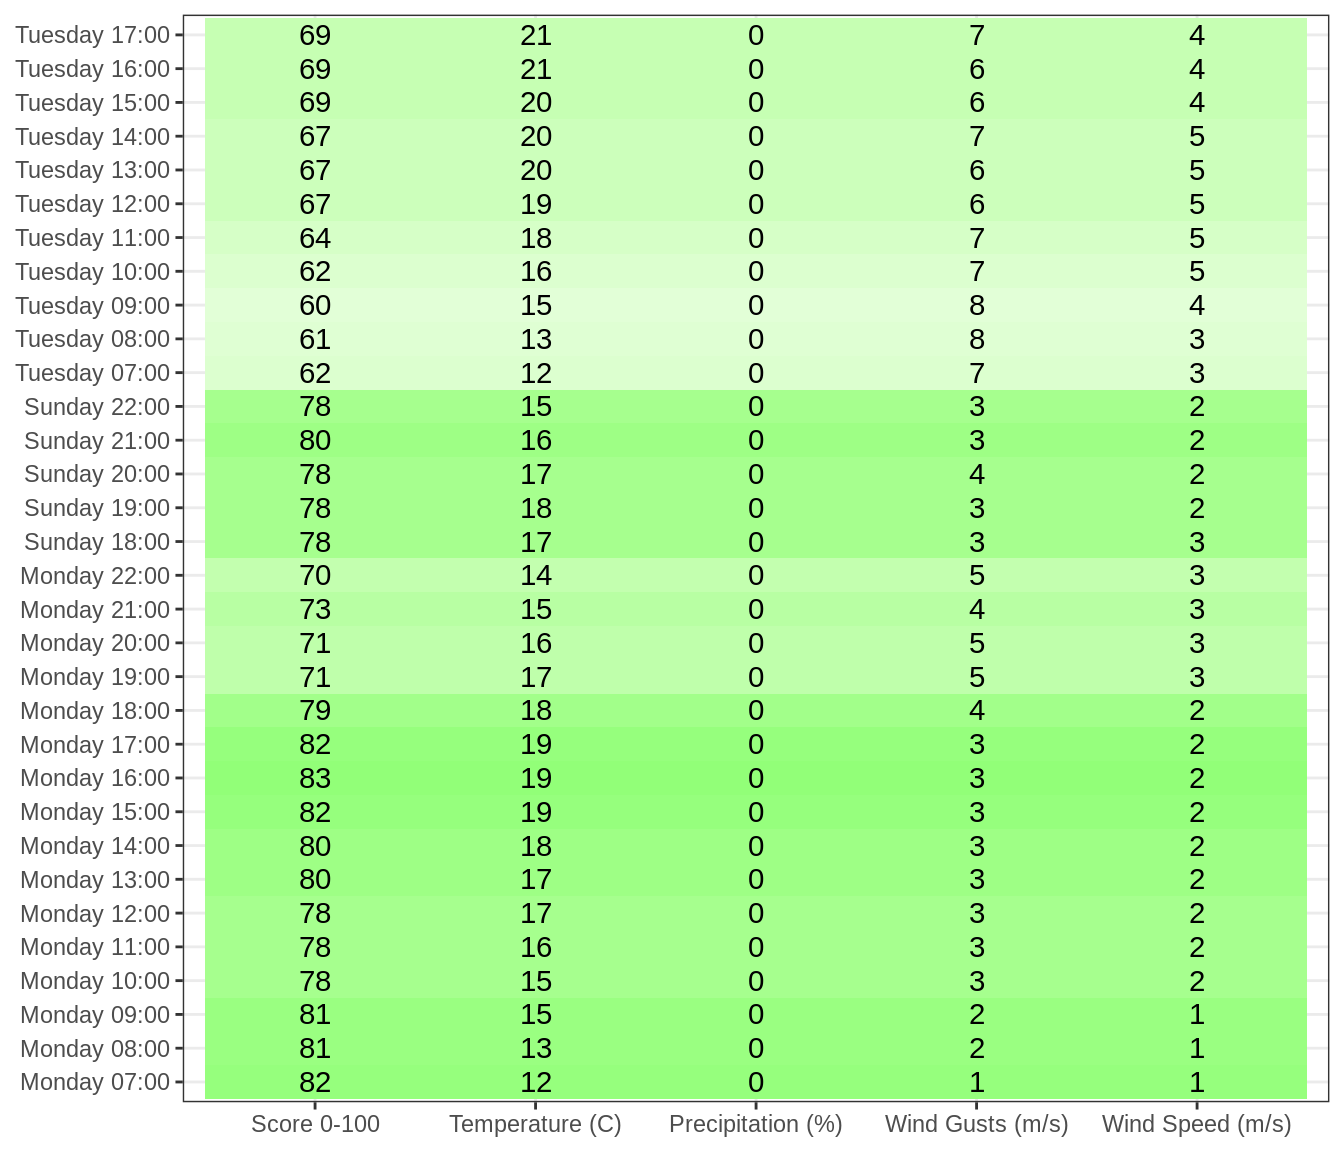 Tuesday 17:00 69 21 0 7 4
Tuesday 16:00 69 21 0 6 4
Tuesday 15:00 69 20 0 6 4
Tuesday 14:00 67 20 0 7 5
Tuesday 13:00 67 20 0 6 5
Tuesday 12:00 67 19 0 6 5
Tuesday 11:00 64 18 0 7 5
Tuesday 10:00 62 16 0 7 5
Tuesday 09:00 60 15 0 8 4
Tuesday 08:00 61 13 0 8 3
Tuesday 07:00 62 12 0 7 3
Sunday 22:00 78 15 0 3 2
Sunday 21:00 80 16 0 3 2
Sunday 20:00 78 17 0 4 2
Sunday 19:00 78 18 0 3 2
Sunday 18:00 78 17 0 3 3
Monday 22:00 70 14 0 5 3
Monday 21:00 73 15 0 4 3
Monday 20:00 71 16 0 5 3
Monday 19:00 71 17 0 5 3
Monday 18:00 79 18 0 4 2
Monday 17:00 82 19 0 3 2
Monday 16:00 83 19 0 3 2
Monday 15:00 82 19 0 3 2
Monday 14:00 80 18 0 3 2
Monday 13:00 80 17 0 3 2
Monday 12:00 78 17 0 3 2
Monday 11:00 78 16 0 3 2
Monday 10:00 78 15 0 3 2
Monday 09:00 81 15 0 2 1
Monday 08:00 81 13 0 2 1
Monday 07:00 82 12 0 1 1
Score 0-100 Temperature (C) Precipitation (%) Wind Gusts (m/s) Wind Speed (m/s)